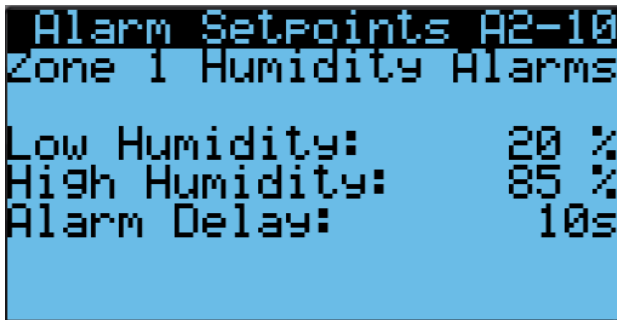 Alarm Setpoints A2-10
Zone 1 Humidity Alarms
Low Humidity: 20 %
High Humidity: 85 %
Alarm Delay: 10s